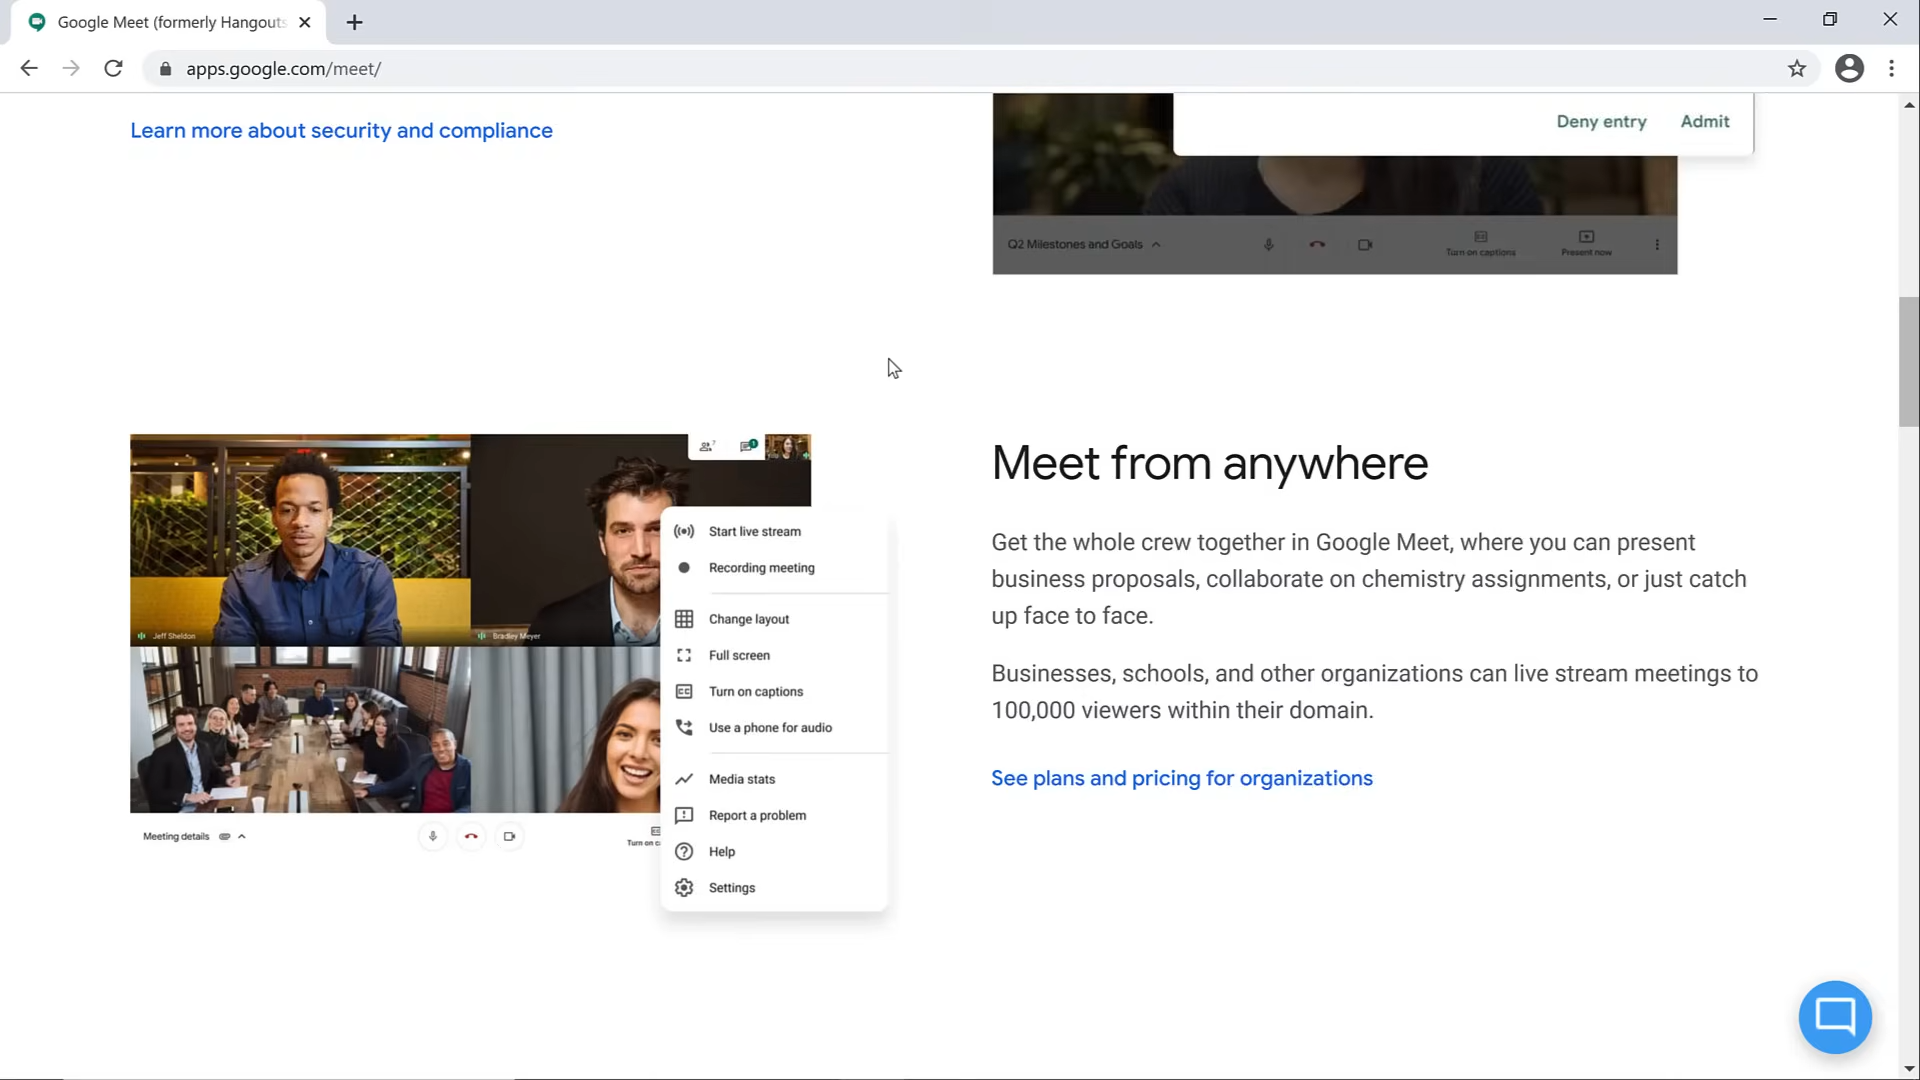 Google Meet (formerly Hangouts
apps.google.com/meet/
Learn more about security and compliance
Deny entry
Admit
Q2 Milestones and Goals
Turn on captions
Present now
Start live stream
Recording meeting
Change layout
Full screen
Turn on captions
Use a phone for audio
Media stats
Report a problem
Help
Settings
Jeff Sheldon
Bradley Meyer
Meeting details
Turn on c
Meet from anywhere
Get the whole crew together in Google Meet, where you can present
business proposals, collaborate on chemistry assignments, or just catch
up face to face.
Businesses, schools, and other organizations can live stream meetings to
100,000 viewers within their domain.
See plans and pricing for organizations